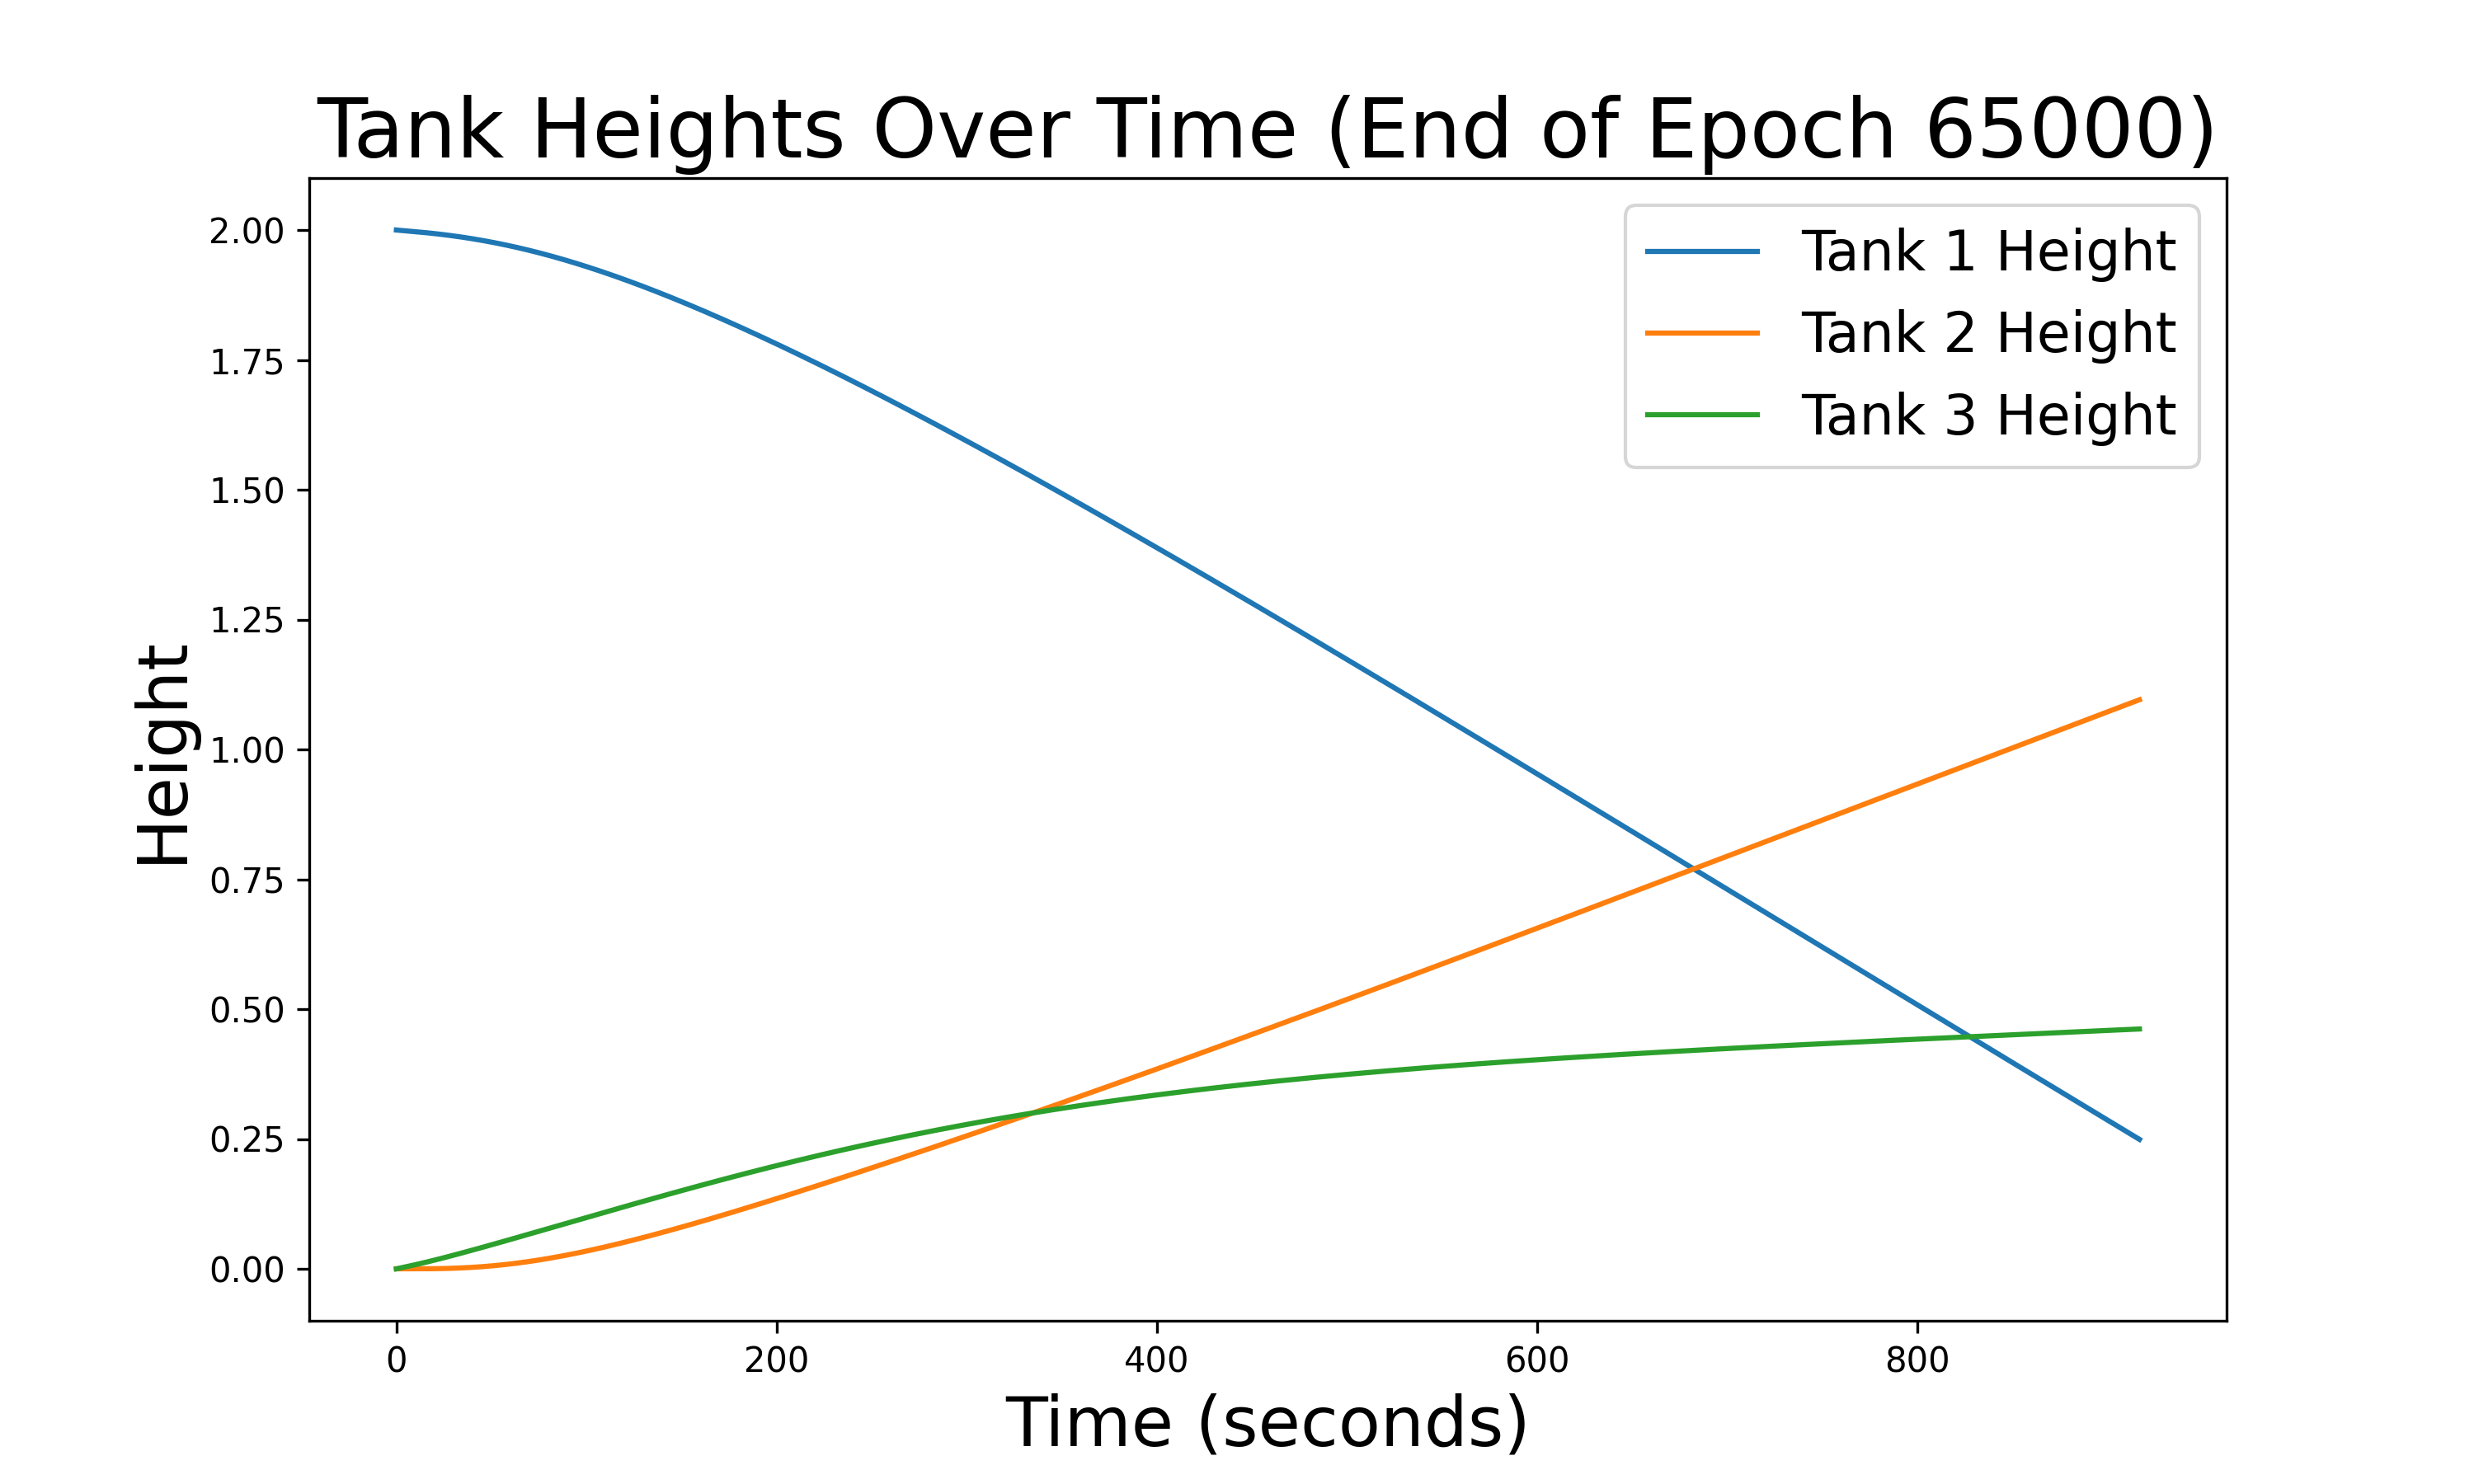 Tank Heights Over Time (End of Epoch 65000)
Tank 1 Height
Tank 2 Height
Tank 3 Height
Height
2.00
1.75
1.50
1.25
1.00
0.75
0.50
0.25
0.00
0 200 400 600 800
Time (seconds)